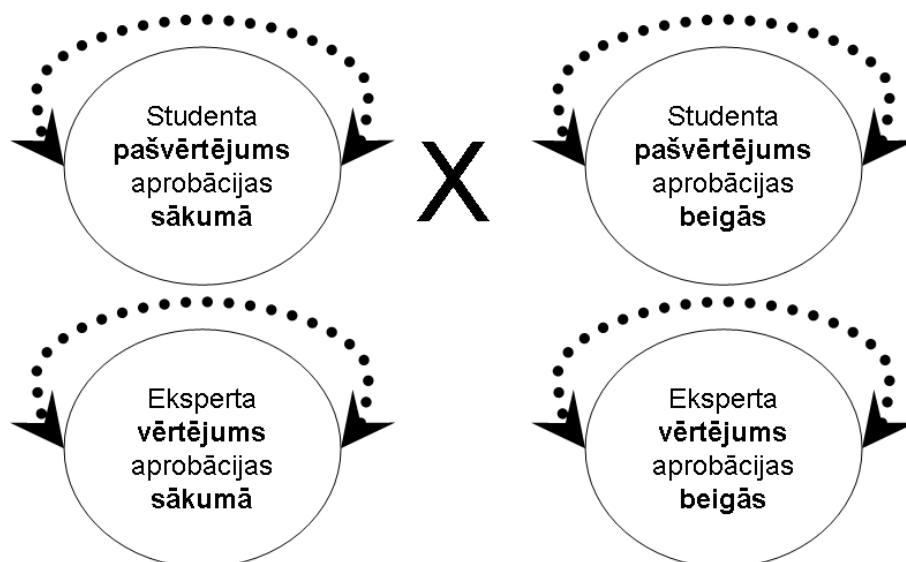 Studenta
pašvērtējums
aprobācijas
sākumā
X
Studenta
pašvērtējums
aprobācijas
beigās
Eksperta
vērtējums
aprobācijas
sākumā
Eksperta
vērtējums
aprobācijas
beigās